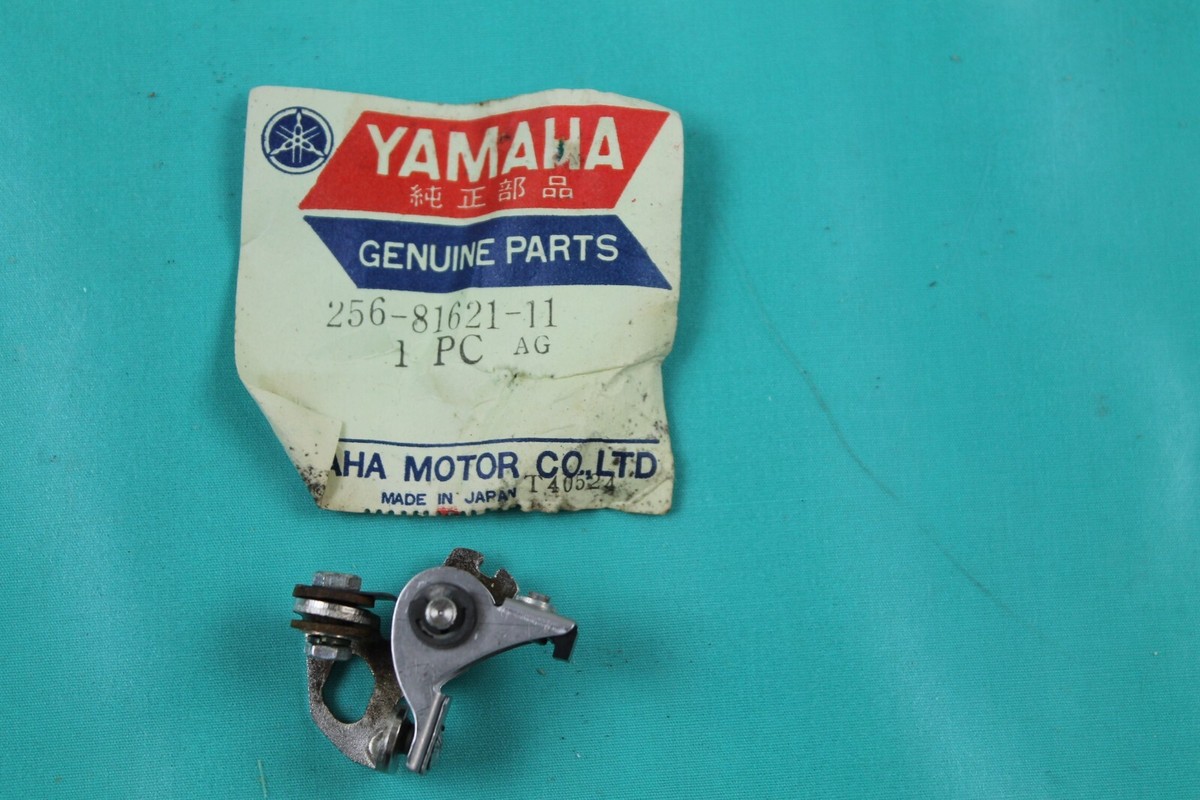 YAMAHA
純正部品
GENUINE PARTS
256-81621-11
1 PC AG
AHA MOTOR CO.,LTD
MADE IN JAPAN T40524